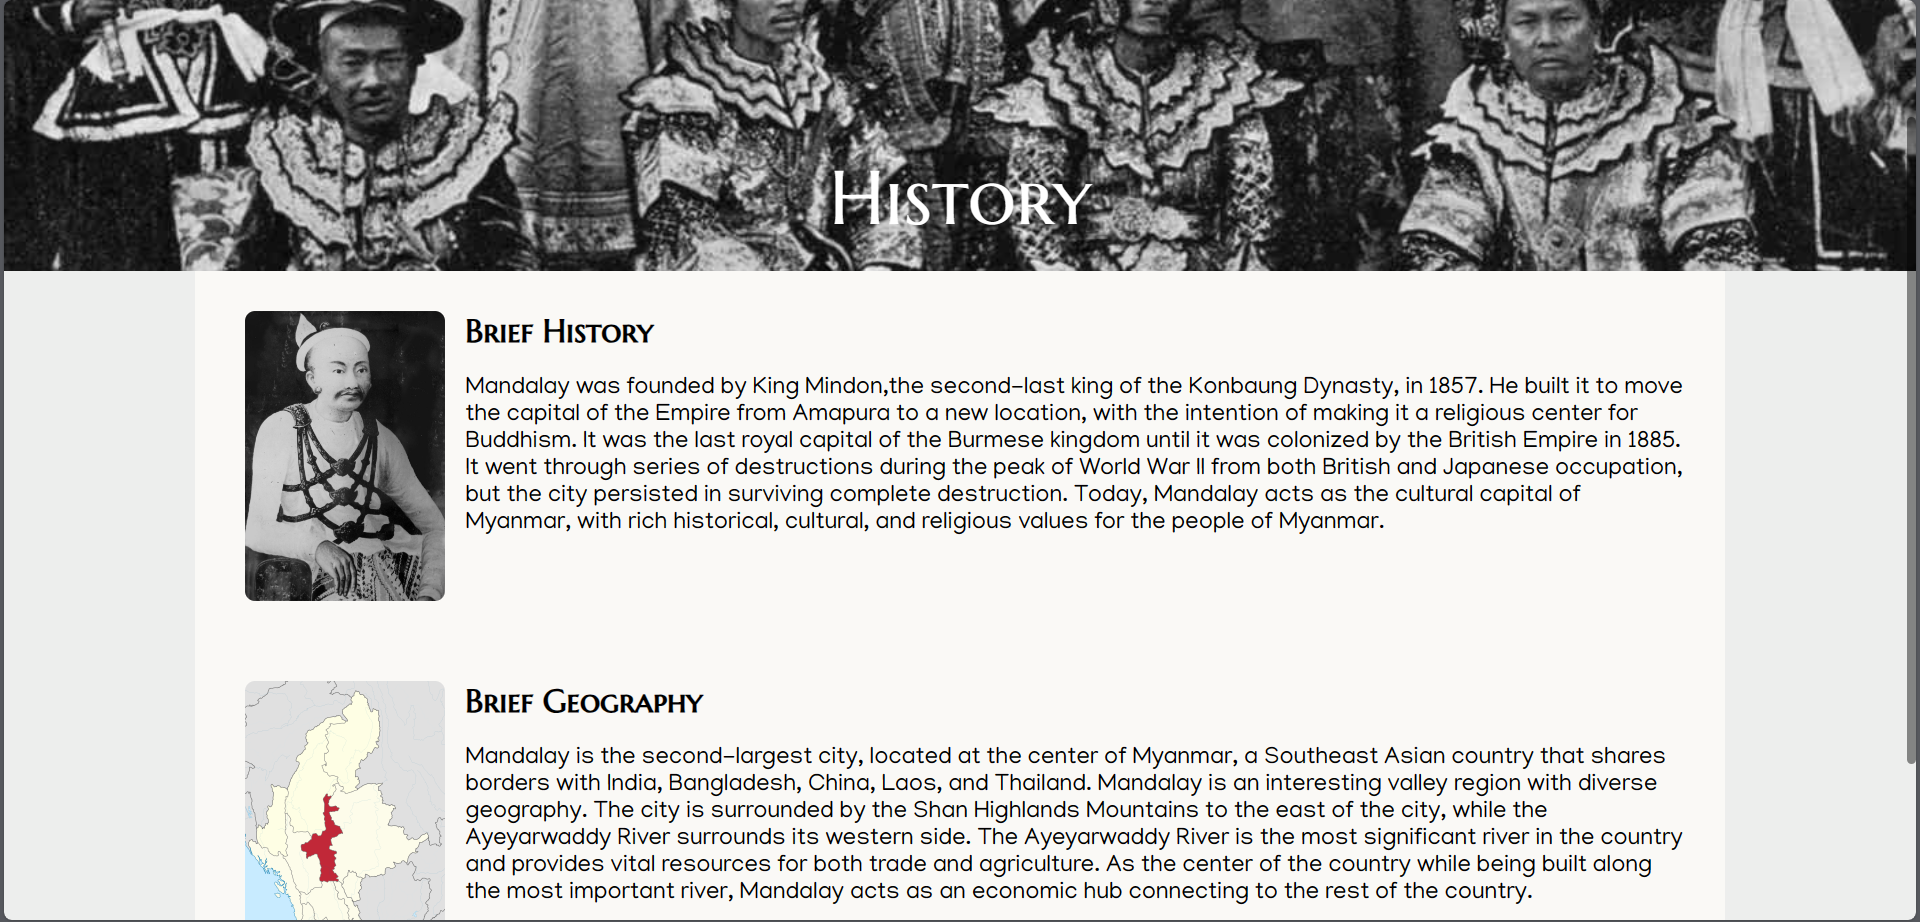 History
Brief History
Mandalay was founded by King Mindon,the second-last king of the Konbaung Dynasty, in 1857. He built it to move
the capital of the Empire from Amapura to a new location, with the intention of making it a religious center for
Buddhism. It was the last royal capital of the Burmese kingdom until it was colonized by the British Empire in 1885.
It went through series of destructions during the peak of World War II from both British and Japanese occupation,
but the city persisted in surviving complete destruction. Today, Mandalay acts as the cultural capital of
Myanmar, with rich historical, cultural, and religious values for the people of Myanmar.
Brief Geography
Mandalay is the second-largest city, located at the center of Myanmar, a Southeast Asian country that shares
borders with India, Bangladesh, China, Laos, and Thailand. Mandalay is an interesting valley region with diverse
geography. The city is surrounded by the Shan Highlands Mountains to the east of the city, while the
Ayeyarwaddy River surrounds its western side. The Ayeyarwaddy River is the most significant river in the country
and provides vital resources for both trade and agriculture. As the center of the country while being built along
the most important river, Mandalay acts as an economic hub connecting to the rest of the country.